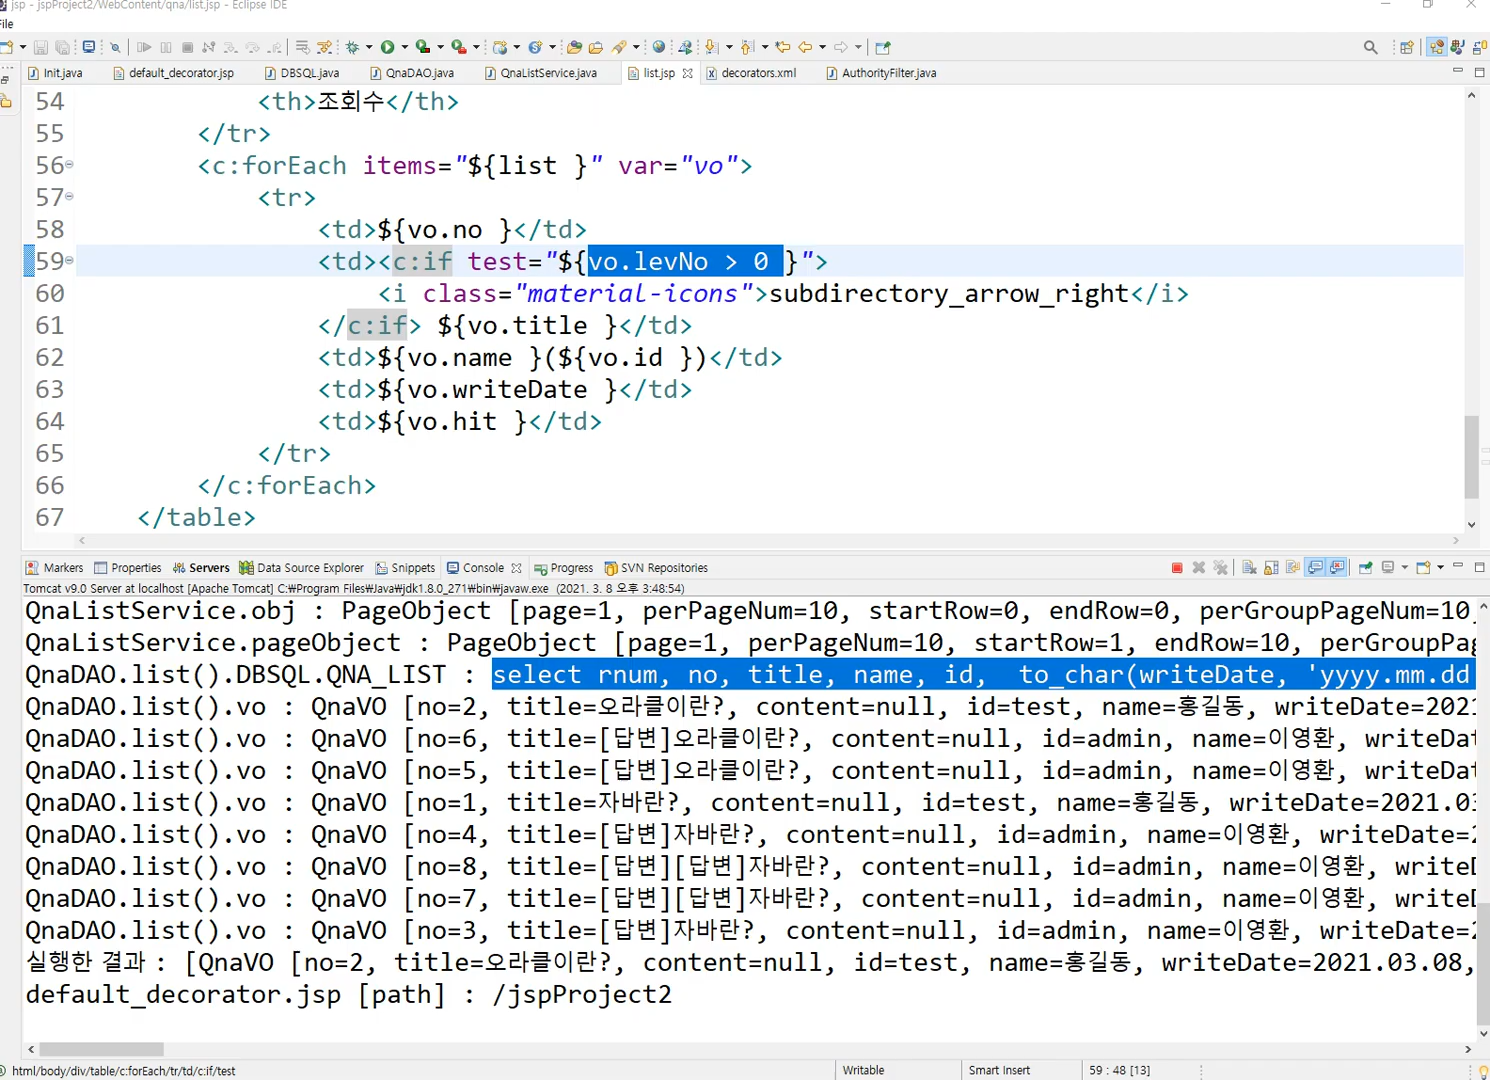 jsp - jspProject2/WebContent/qna/list.jsp - Eclipse IDE
File
Init.java
default_decorator.jsp
DBSQL.java
QnaDAO.java
QnaListService.java
list.jsp
decorators.xml
AuthorityFilter.java
54 <th>조회수</th>
55 </tr>
56 <c:forEach items="${list }" var="vo">
57 <tr>
58 <td>${vo.no }</td>
59 <td><c:if test="${vo.levNo > 0 }">
60 <i class="material-icons">subdirectory_arrow_right</i>
61 </c:if> ${vo.title }</td>
62 <td>${vo.name }(${vo.id })</td>
63 <td>${vo.writeDate }</td>
64 <td>${vo.hit }</td>
65 </tr>
66 </c:forEach>
67 </table>
Markers Properties Servers Data Source Explorer Snippets Console Progress SVN Repositories
Tomcat v9.0 Server at localhost [Apache Tomcat] C:₩Program Files₩Java₩jdk1.8.0_271₩bin₩javaw.exe (2021. 3. 8 오후 3:48:54)
QnaListService.obj : PageObject [page=1, perPageNum=10, startRow=0, endRow=0, perGroupPageNum=10
QnaListService.pageObject : PageObject [page=1, perPageNum=10, startRow=1, endRow=10, perGroupPag
QnaDAO.list().DBSQL.QNA_LIST : select rnum, no, title, name, id,  to_char(writeDate, 'yyyy.mm.dd
QnaDAO.list().vo : QnaVO [no=2, title=오라클이란?, content=null, id=test, name=홍길동, writeDate=2021
QnaDAO.list().vo : QnaVO [no=6, title=[답변]오라클이란?, content=null, id=admin, name=이영환, writeDat
QnaDAO.list().vo : QnaVO [no=5, title=[답변]오라클이란?, content=null, id=admin, name=이영환, writeDat
QnaDAO.list().vo : QnaVO [no=1, title=자바란?, content=null, id=test, name=홍길동, writeDate=2021.03
QnaDAO.list().vo : QnaVO [no=4, title=[답변]자바란?, content=null, id=admin, name=이영환, writeDate=2
QnaDAO.list().vo : QnaVO [no=8, title=[답변][답변]자바란?, content=null, id=admin, name=이영환, writeD
QnaDAO.list().vo : QnaVO [no=7, title=[답변][답변]자바란?, content=null, id=admin, name=이영환, writeD
QnaDAO.list().vo : QnaVO [no=3, title=[답변]자바란?, content=null, id=admin, name=이영환, writeDate=2
실행한 결과 : [QnaVO [no=2, title=오라클이란?, content=null, id=test, name=홍길동, writeDate=2021.03.08,
default_decorator.jsp [path] : /jspProject2
html/body/div/table/c:forEach/tr/td/c:if/test
Writable
Smart Insert
59 : 48 [13]